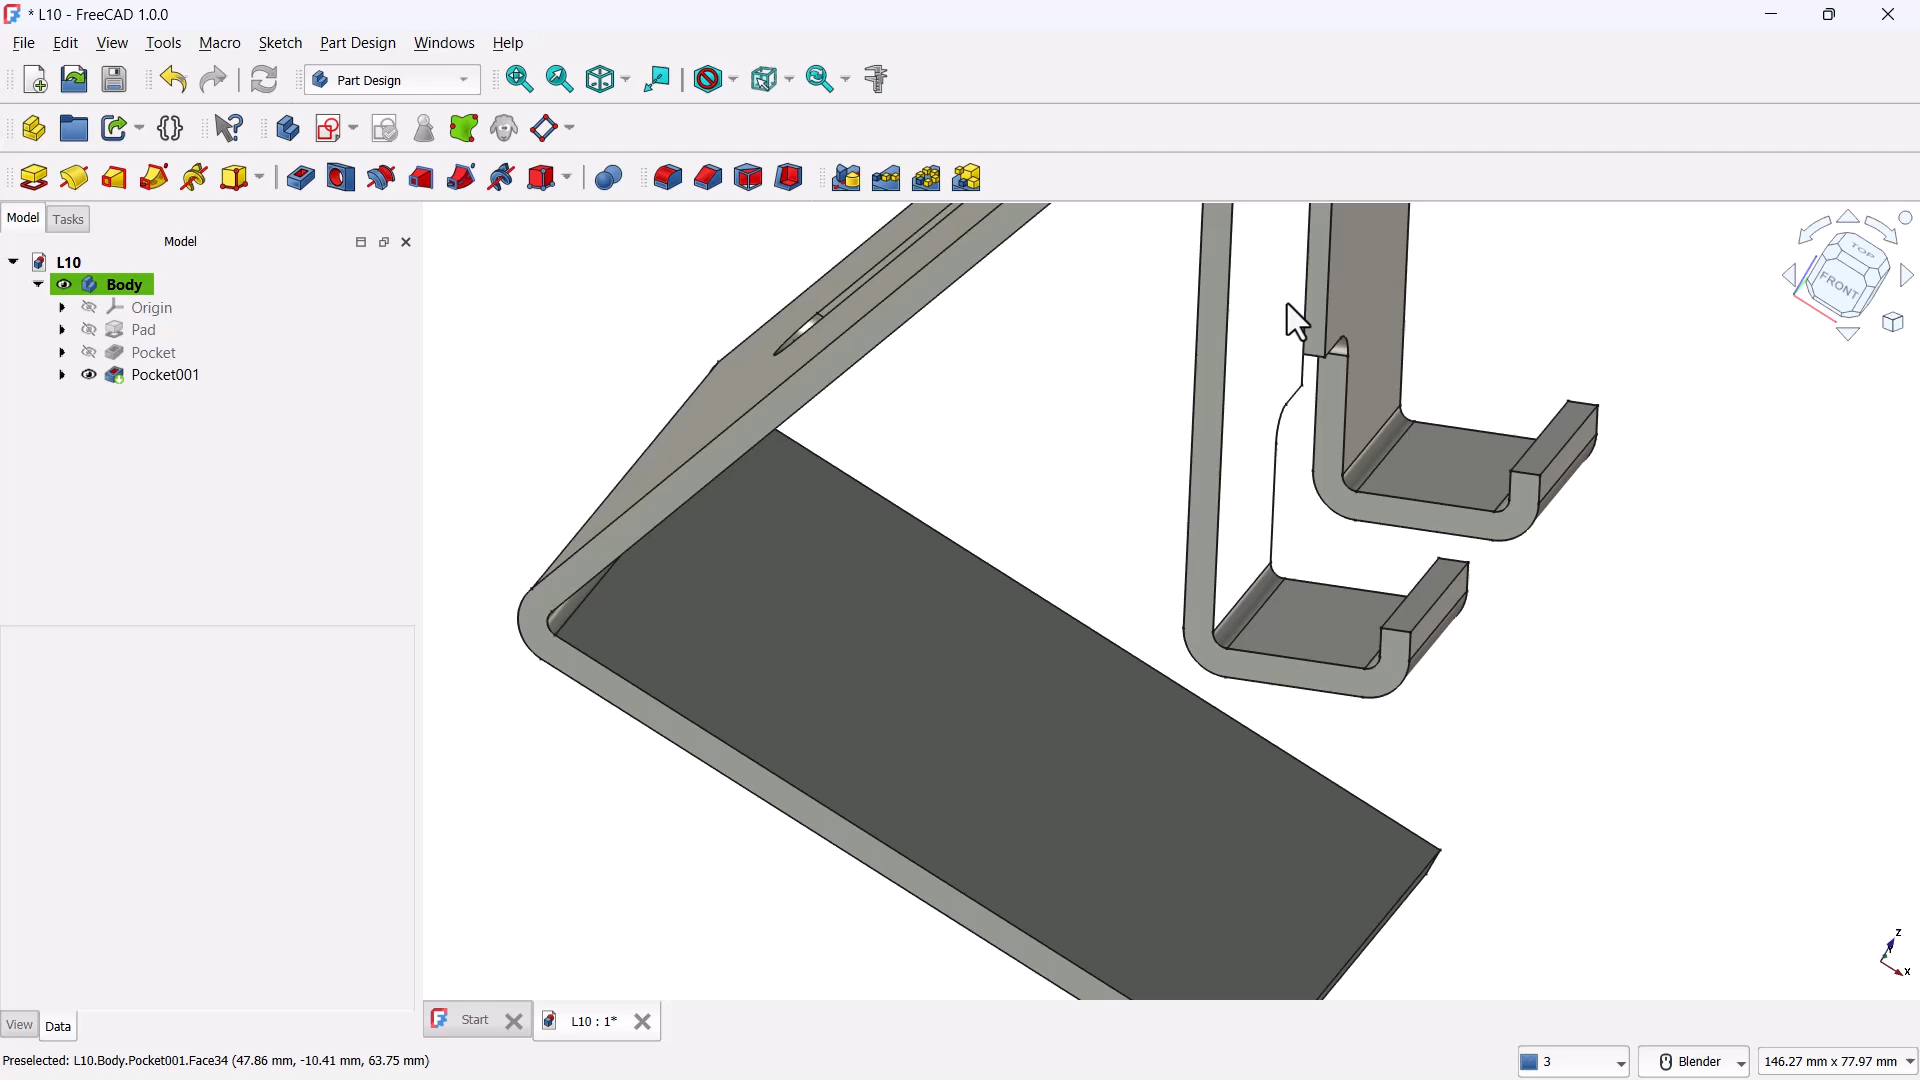 * L10 - FreeCAD 1.0.0
File Edit View Tools Macro Sketch Part Design Windows Help
Part Design
Model Tasks
Model
L10
Body
Origin
Pad
Pocket
Pocket001
TOP
FRONT
Z
Y
X
Start
L10 : 1*
View Data
Preselected: L10.Body.Pocket001.Face34 (47.86 mm, -10.41 mm, 63.75 mm)
3
Blender
146.27 mm x 77.97 mm